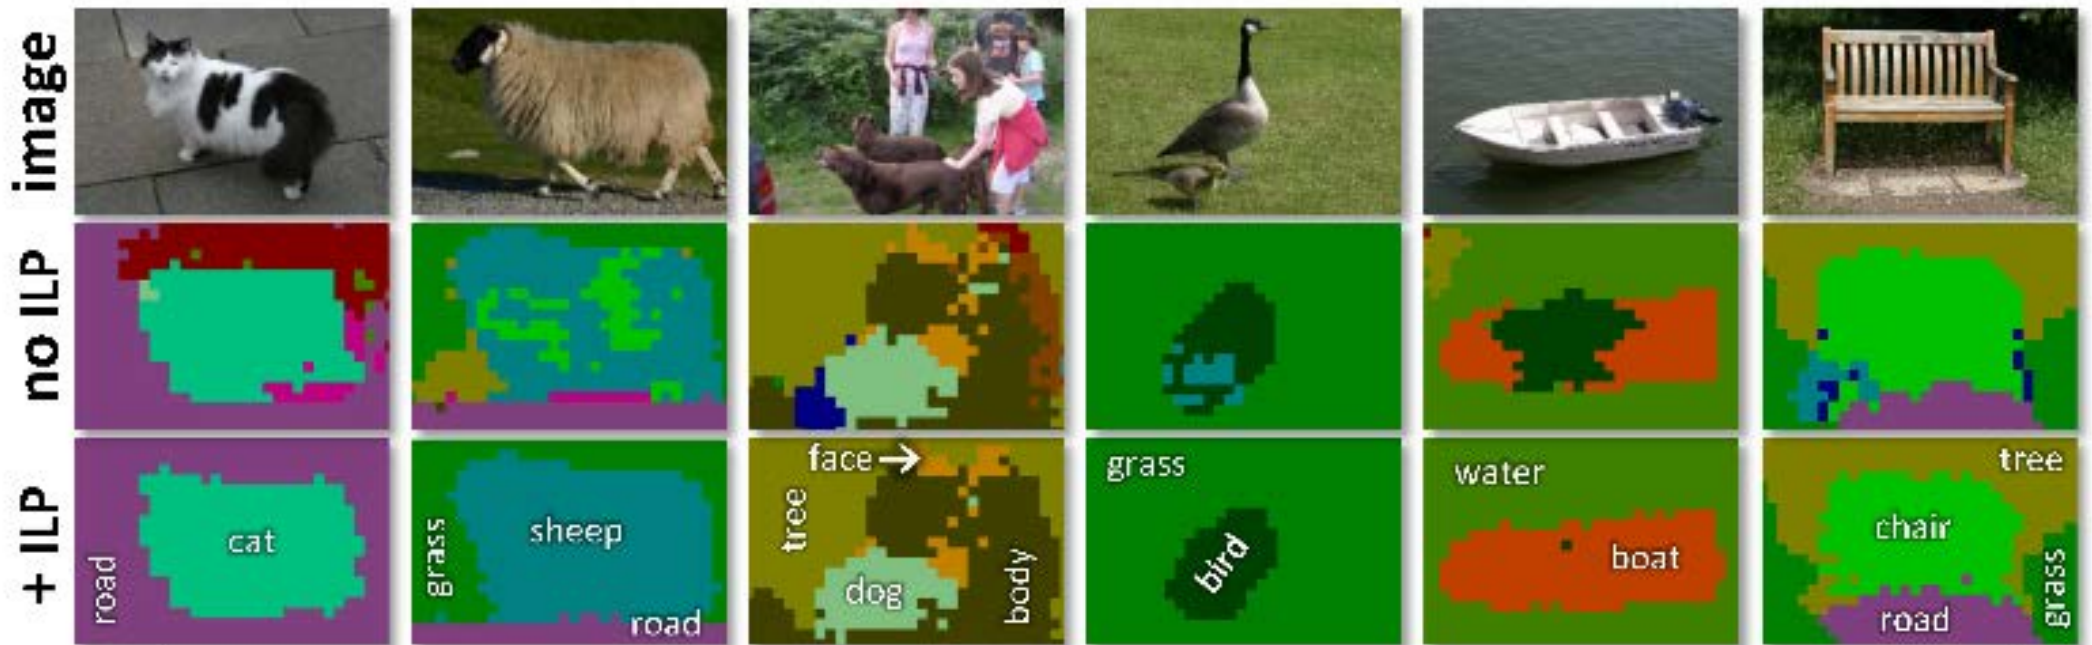 image
no ILP
+ ILP
road
cat
grass
sheep
road
face →
tree
dog
body
grass
bird
water
boat
tree
chair
road
grass